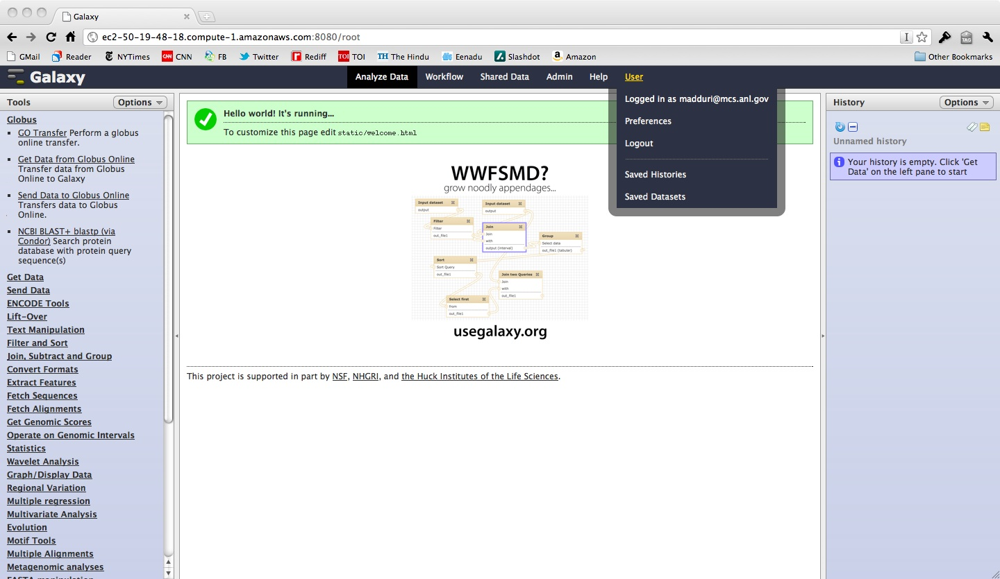 Galaxy
ec2-50-19-48-18.compute-1.amazonaws.com:8080/root
GMail Reader NYTimes CNN FB Twitter Rediff TOI The Hindu Eenadu Slashdot Amazon Other Bookmarks
Galaxy Analyze Data Workflow Shared Data Admin Help User
Tools Options
Globus
GO Transfer Perform a globus
online transfer.
Get Data from Globus Online
Transfer data from Globus
Online to Galaxy
Send Data to Globus Online
Transfers data to Globus
Online.
NCBI BLAST+ blastp (via
Condor) Search protein
database with protein query
sequence(s)
Get Data
Send Data
ENCODE Tools
Lift-Over
Text Manipulation
Filter and Sort
Join, Subtract and Group
Convert Formats
Extract Features
Fetch Sequences
Fetch Alignments
Get Genomic Scores
Operate on Genomic Intervals
Statistics
Wavelet Analysis
Graph/Display Data
Regional Variation
Multiple regression
Multivariate Analysis
Evolution
Motif Tools
Multiple Alignments
Metagenomic analyses
FASTA manipulation
Hello world! It's running...
To customize this page edit static/welcome.html
WWFSMD?
grow noodly appendages...
Input dataset
output
Input dataset
output
Filter
Filter
out_file1
Join
Join
with
output (interval)
Group
Select data
out_file1 (tabular)
Sort
Sort Query
out_file1
Join two Queries
Join
with
out_file1
Select first
from
out_file1
usegalaxy.org
This project is supported in part by NSF, NHGRI, and the Huck Institutes of the Life Sciences.
Logged in as madduri@mcs.anl.gov
Preferences
Logout
Saved Histories
Saved Datasets
History Options
Unnamed history
Your history is empty. Click 'Get
Data' on the left pane to start